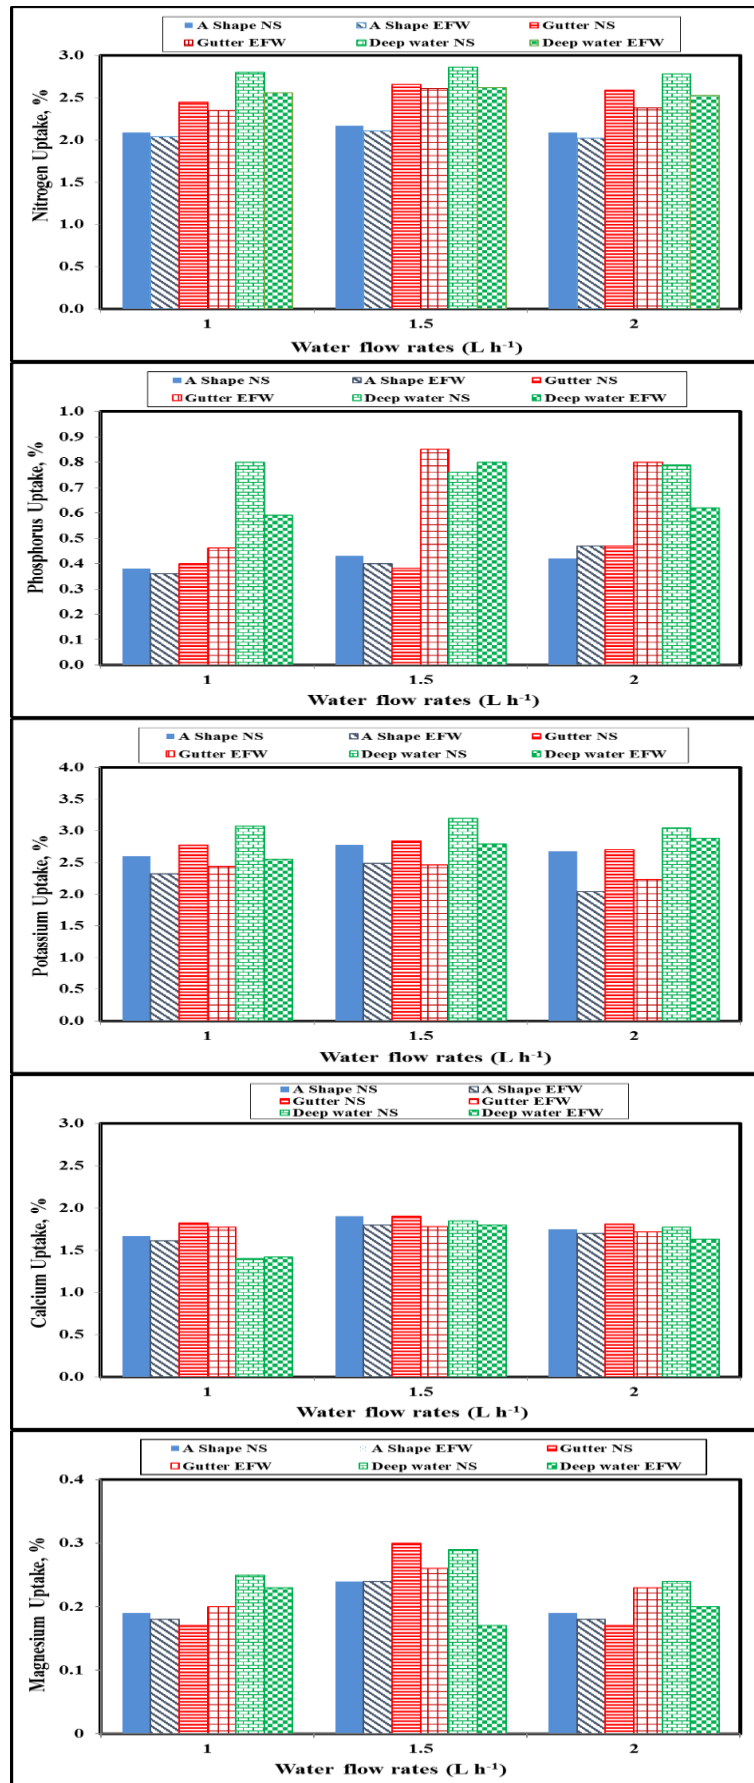 A Shape NS A Shape EFW Gutter NS
Gutter EFW Deep water NS Deep water EFW
Nitrogen Uptake, %
3.0
2.5
2.0
1.5
1.0
0.5
0.0
1 1.5 2
Water flow rates (L h-1)
A Shape NS A Shape EFW Gutter NS
Gutter EFW Deep water NS Deep water EFW
Phosphorus Uptake, %
1.0
0.9
0.8
0.7
0.6
0.5
0.4
0.3
0.2
0.1
0.0
1 1.5 2
Water flow rates (L h-1)
A Shape NS A Shape EFW Gutter NS
Gutter EFW Deep water NS Deep water EFW
Potassium Uptake, %
4.0
3.5
3.0
2.5
2.0
1.5
1.0
0.5
0.0
1 1.5 2
Water flow rates (L h-1)
A Shape NS A Shape EFW
Gutter NS Gutter EFW
Deep water NS Deep water EFW
Calcium Uptake, %
3.0
2.5
2.0
1.5
1.0
0.5
0.0
1 1.5 2
Water flow rates (L h-1)
A Shape NS A Shape EFW Gutter NS
Gutter EFW Deep water NS Deep water EFW
Magnesium Uptake, %
0.4
0.3
0.2
0.1
0
1 1.5 2
Water flow rates (L h-1)